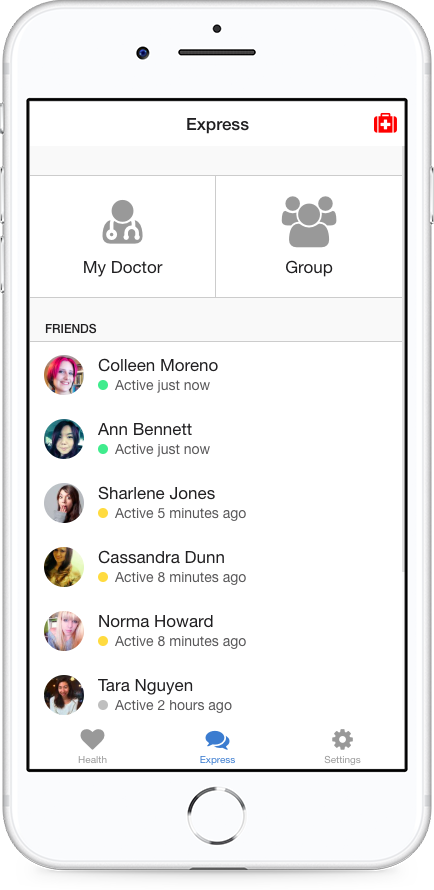 Express
My Doctor
Group
FRIENDS
Colleen Moreno
Active just now
Ann Bennett
Active just now
Sharlene Jones
Active 5 minutes ago
Cassandra Dunn
Active 8 minutes ago
Norma Howard
Active 8 minutes ago
Tara Nguyen
Active 2 hours ago
Health
Express
Settings